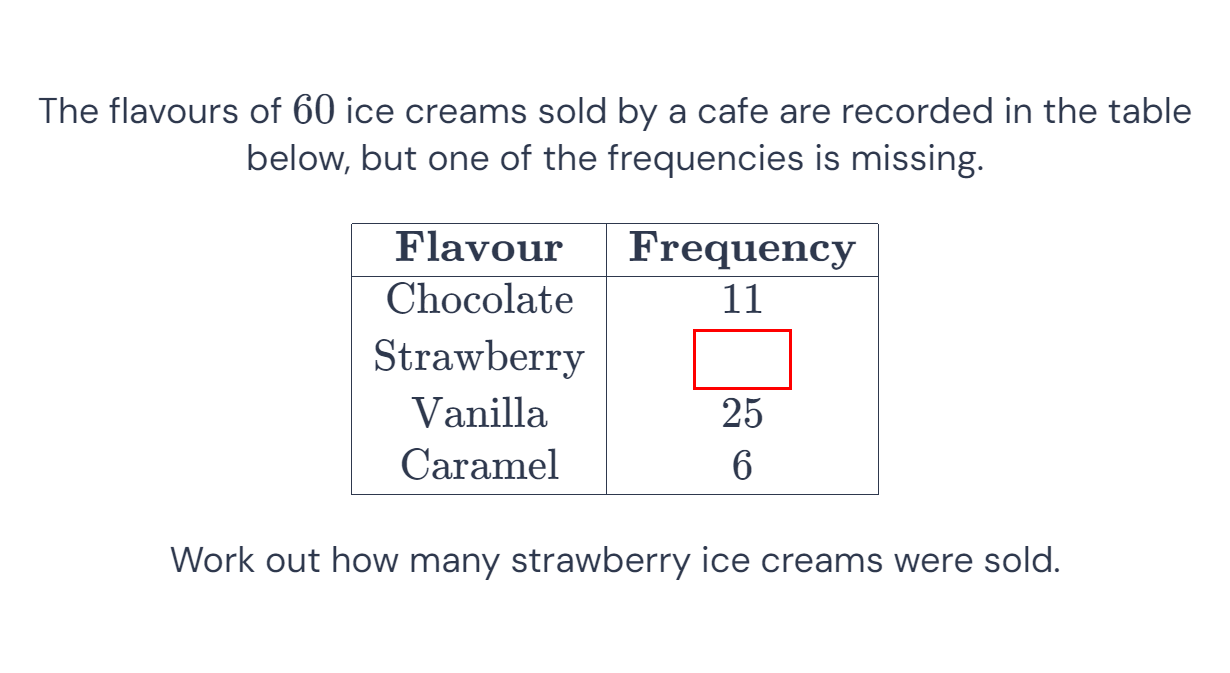 The flavours of 60 ice creams sold by a cafe are recorded in the table
below, but one of the frequencies is missing.
Flavour Frequency
Chocolate 11
Strawberry
Vanilla 25
Caramel 6
Work out how many strawberry ice creams were sold.